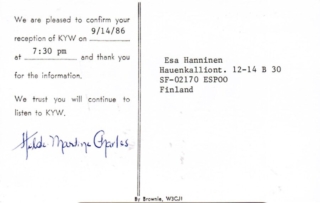 We are pleased to confirm your
reception of KYW on 9/14/86
at 7:30 pm and thank you
for the information.
We trust you will continue to
listen to KYW.
Esa Hanninen
Hauenkalliont. 12-14 B 30
SF-02170 ESPOO
Finland
By Brownie, W3CJI